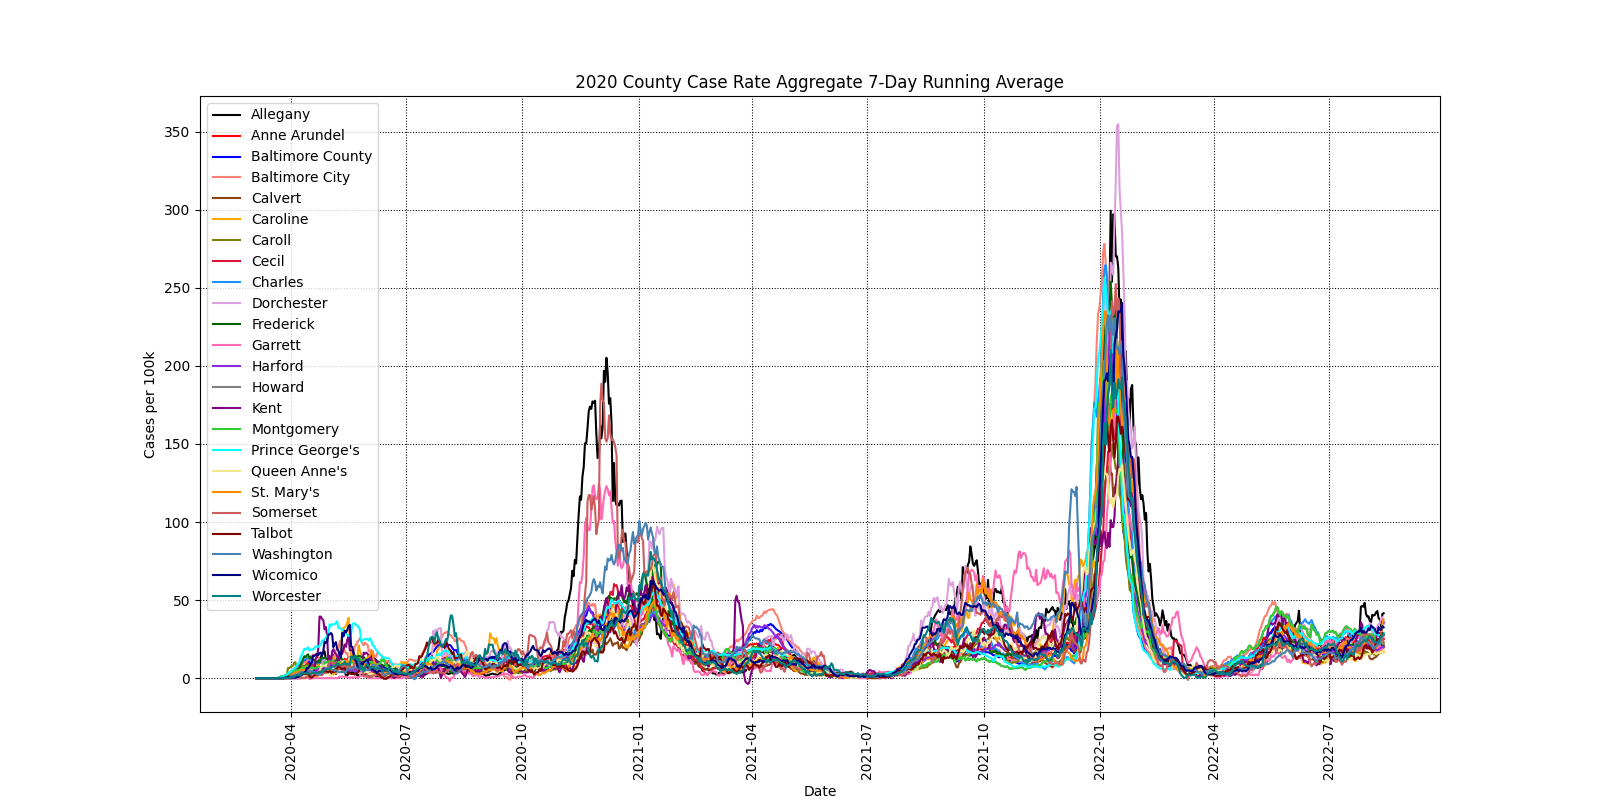 2020 County Case Rate Aggregate 7-Day Running Average
Cases per 100k
350
300
250
200
150
100
50
0
Allegany
Anne Arundel
Baltimore County
Baltimore City
Calvert
Caroline
Caroll
Cecil
Charles
Dorchester
Frederick
Garrett
Harford
Howard
Kent
Montgomery
Prince George's
Queen Anne's
St. Mary's
Somerset
Talbot
Washington
Wicomico
Worcester
2020-04
2020-07
2020-10
2021-01
2021-04
2021-07
2021-10
2022-01
2022-04
2022-07
Date